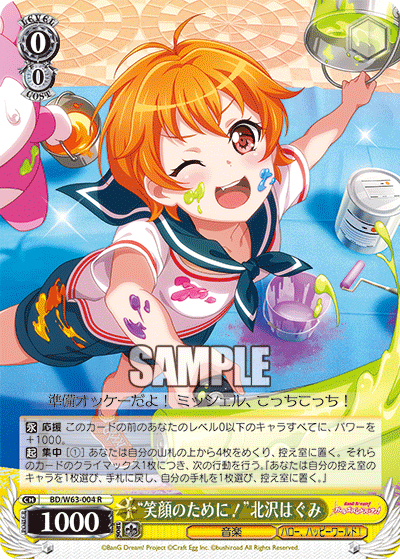 0
LEVEL
0
COST
SAMPLE
準備オッケーだよ！ ミッシェル、こっちこっち！
永 応援 このカードの前のあなたのレベル0以下のキャラすべてに、パワーを
＋1000。
起 集中 ［①］ あなたは自分の山札の上から4枚をめくり、控え室に置く。それら
のカードのクライマックス1枚につき、次の行動を行う。『あなたは自分の控え室
のキャラを1枚選び、手札に戻し、自分の手札を1枚選び、控え室に置く。』
CH BD/W63-004 R
1000
“笑顔のために！” 北沢はぐみ
音楽
ハロー、ハッピーワールド！
©BanG Dream! Project ©Craft Egg Inc. ©bushiroad All Rights Reserved.